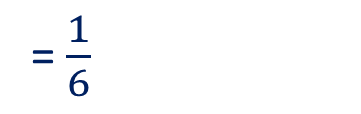 = 1/6